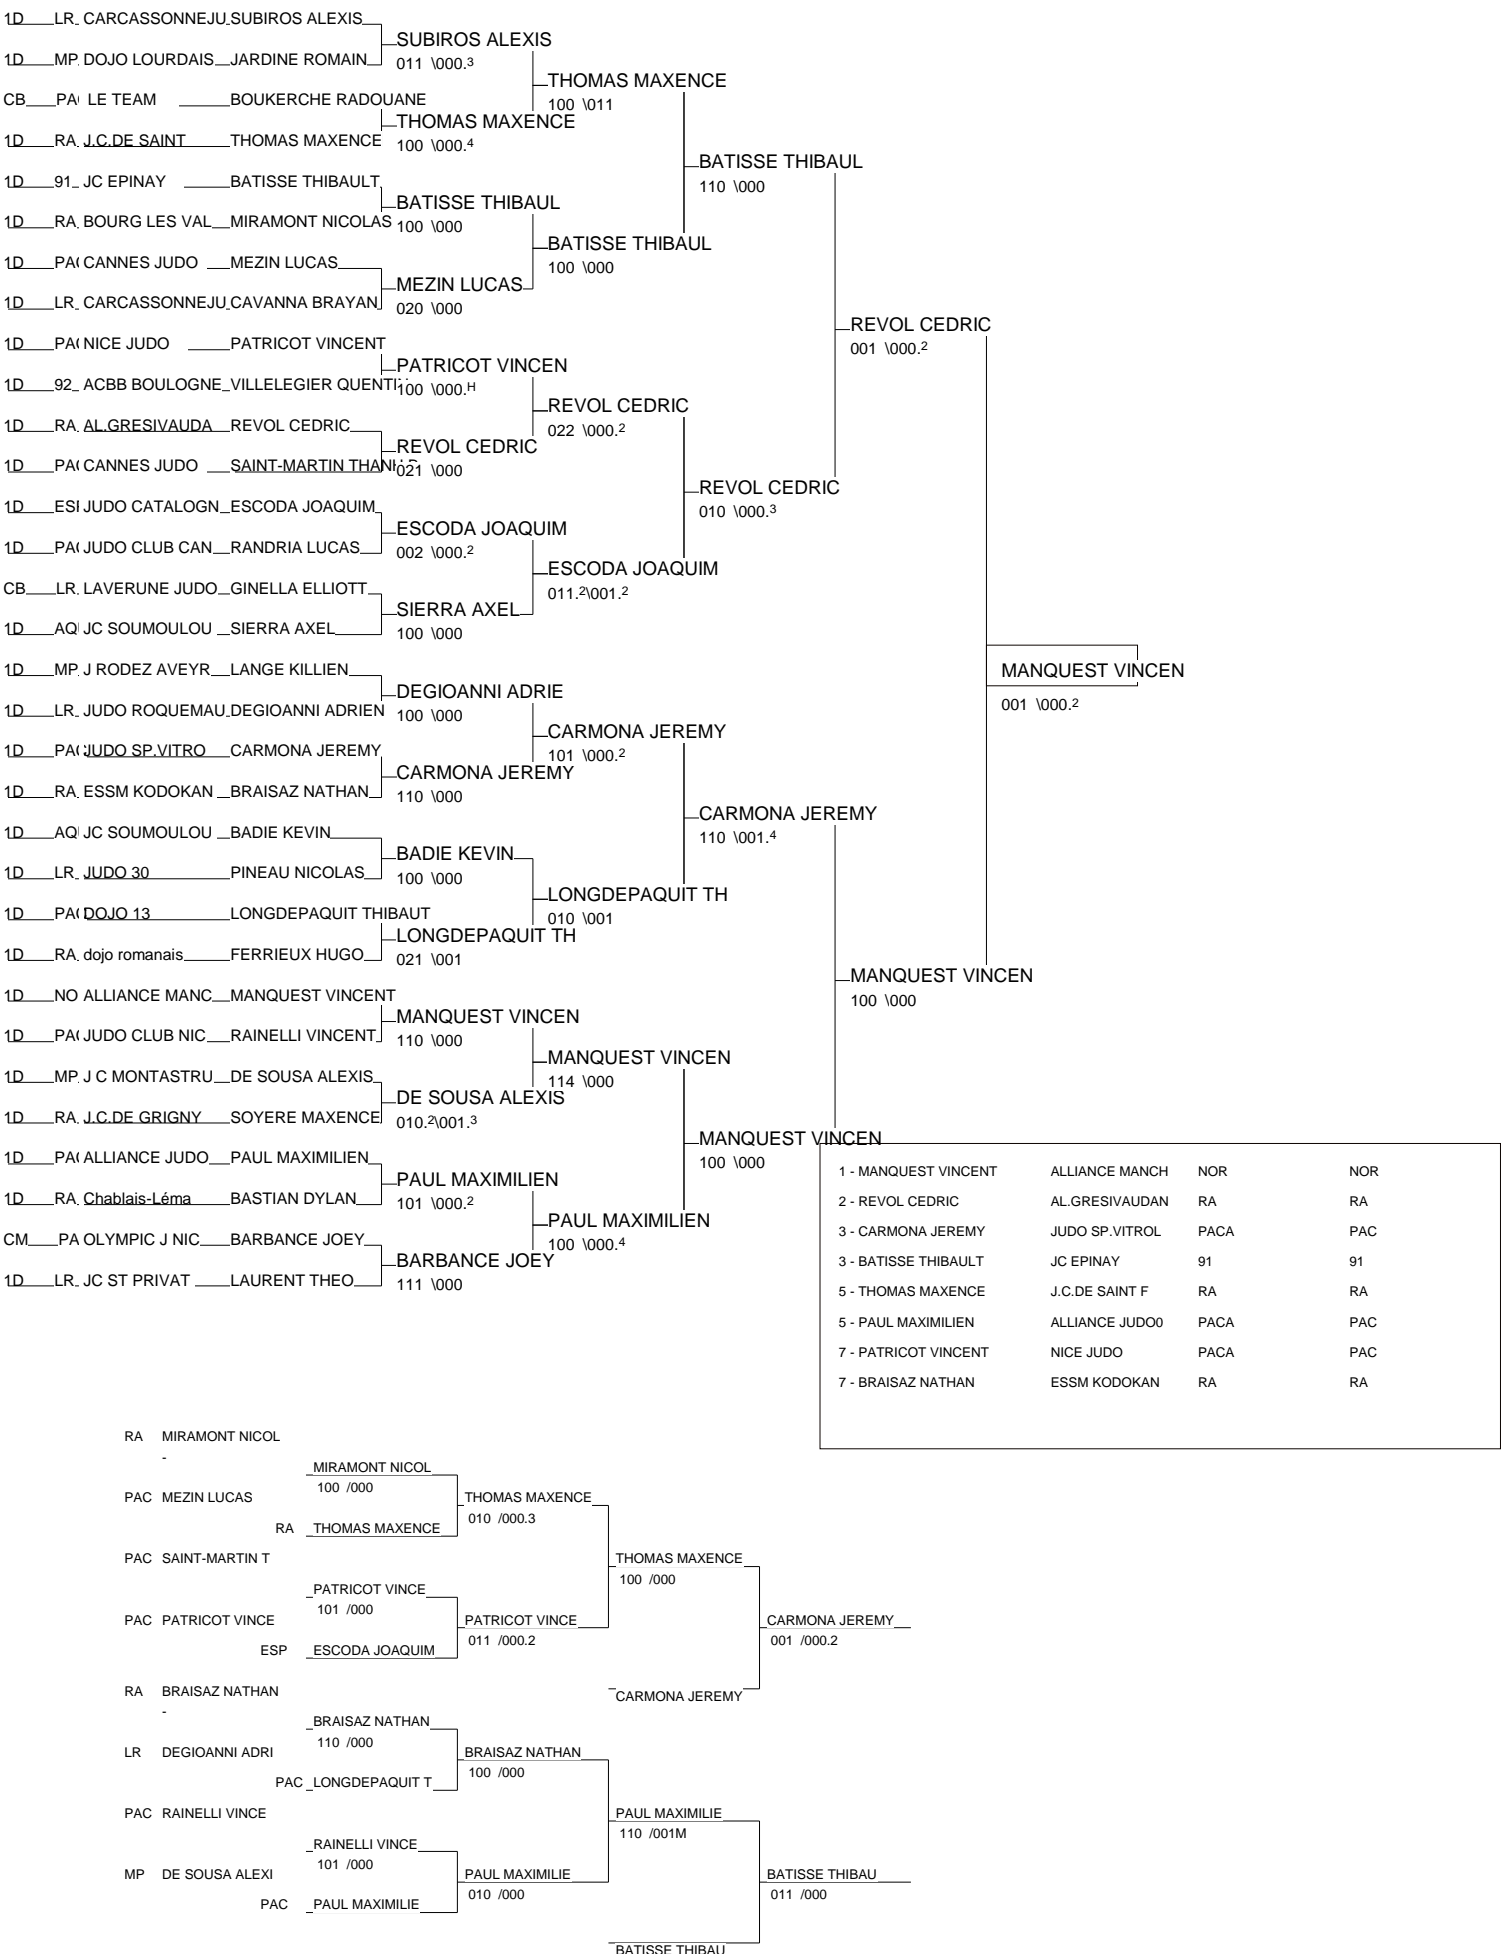 1D LR CARCASSONNEJU SUBIROS ALEXIS
SUBIROS ALEXIS
1D MP DOJO LOURDAIS JARDINE ROMAIN
011 \000.3
THOMAS MAXENCE
100 \011
CB PA LE TEAM BOUKERCHE RADOUANE
THOMAS MAXENCE
1D RA J.C.DE SAINT THOMAS MAXENCE
100 \000.4
BATISSE THIBAUL
110 \000
1D 91 JC EPINAY BATISSE THIBAULT
BATISSE THIBAUL
1D RA BOURG LES VAL MIRAMONT NICOLAS
100 \000
BATISSE THIBAUL
100 \000
1D PA CANNES JUDO MEZIN LUCAS
MEZIN LUCAS
1D LR CARCASSONNEJU CAVANNA BRAYAN
020 \000
REVOL CEDRIC
001 \000.2
1D PA NICE JUDO PATRICOT VINCENT
PATRICOT VINCEN
1D 92 ACBB BOULOGNE VILLELEGIER QUENTI
100 \000.H
REVOL CEDRIC
022 \000.2
1D RA AL.GRESIVAUDA REVOL CEDRIC
REVOL CEDRIC
1D PA CANNES JUDO SAINT-MARTIN THANH
021 \000
REVOL CEDRIC
010 \000.3
1D ESP JUDO CATALOGN ESCODA JOAQUIM
ESCODA JOAQUIM
1D PA JUDO CLUB CAN RANDRIA LUCAS
002 \000.2
ESCODA JOAQUIM
011.2\001.2
CB LR LAVERUNE JUDO GINELLA ELLIOTT
SIERRA AXEL
1D AQ JC SOUMOULOU SIERRA AXEL
100 \000
MANQUEST VINCEN
001 \000.2
1D MP J RODEZ AVEYR LANGE KILLIEN
DEGIOANNI ADRIE
1D LR JUDO ROQUEMAU DEGIOANNI ADRIEN
100 \000
CARMONA JEREMY
101 \000.2
1D PA JUDO SP.VITRO CARMONA JEREMY
CARMONA JEREMY
1D RA ESSM KODOKAN BRAISAZ NATHAN
110 \000
CARMONA JEREMY
110 \001.4
1D AQ JC SOUMOULOU BADIE KEVIN
BADIE KEVIN
1D LR JUDO 30 PINEAU NICOLAS
100 \000
LONGDEPAQUIT TH
010 \001
1D PA DOJO 13 LONGDEPAQUIT THIBAUT
LONGDEPAQUIT TH
1D RA dojo romanais FERRIEUX HUGO
021 \001
MANQUEST VINCEN
100 \000
1D NO ALLIANCE MANC MANQUEST VINCENT
MANQUEST VINCEN
1D PA JUDO CLUB NIC RAINELLI VINCENT
110 \000
MANQUEST VINCEN
114 \000
1D MP J C MONTASTRU DE SOUSA ALEXIS
DE SOUSA ALEXIS
1D RA J.C.DE GRIGNY SOYERE MAXENCE
010.2\001.3
MANQUEST VINCEN
100 \000
1D PA ALLIANCE JUDO PAUL MAXIMILIEN
PAUL MAXIMILIEN
1D RA Chablais-Léma BASTIAN DYLAN
101 \000.2
PAUL MAXIMILIEN
100 \000.4
CM PA OLYMPIC J NIC BARBANCE JOEY
BARBANCE JOEY
1D LR JC ST PRIVAT LAURENT THEO
111 \000
1 - MANQUEST VINCENT ALLIANCE MANCH NOR NOR
2 - REVOL CEDRIC AL.GRESIVAUDAN RA RA
3 - CARMONA JEREMY JUDO SP.VITROL PACA PAC
3 - BATISSE THIBAULT JC EPINAY 91 91
5 - THOMAS MAXENCE J.C.DE SAINT F RA RA
5 - PAUL MAXIMILIEN ALLIANCE JUDO0 PACA PAC
7 - PATRICOT VINCENT NICE JUDO PACA PAC
7 - BRAISAZ NATHAN ESSM KODOKAN RA RA
RA MIRAMONT NICOL
-
MIRAMONT NICOL
100 /000
PAC MEZIN LUCAS
THOMAS MAXENCE
010 /000.3
RA THOMAS MAXENCE
PAC SAINT-MARTIN T
THOMAS MAXENCE
100 /000
PATRICOT VINCE
101 /000
PAC PATRICOT VINCE
PATRICOT VINCE
011 /000.2
CARMONA JEREMY
001 /000.2
ESP ESCODA JOAQUIM
CARMONA JEREMY
RA BRAISAZ NATHAN
-
BRAISAZ NATHAN
110 /000
LR DEGIOANNI ADRI
BRAISAZ NATHAN
100 /000
PAC LONGDEPAQUIT T
PAC RAINELLI VINCE
PAUL MAXIMILIE
110 /001M
RAINELLI VINCE
101 /000
MP DE SOUSA ALEXI
PAUL MAXIMILIE
010 /000
BATISSE THIBAU
011 /000
PAC PAUL MAXIMILIE
BATISSE THIBAU